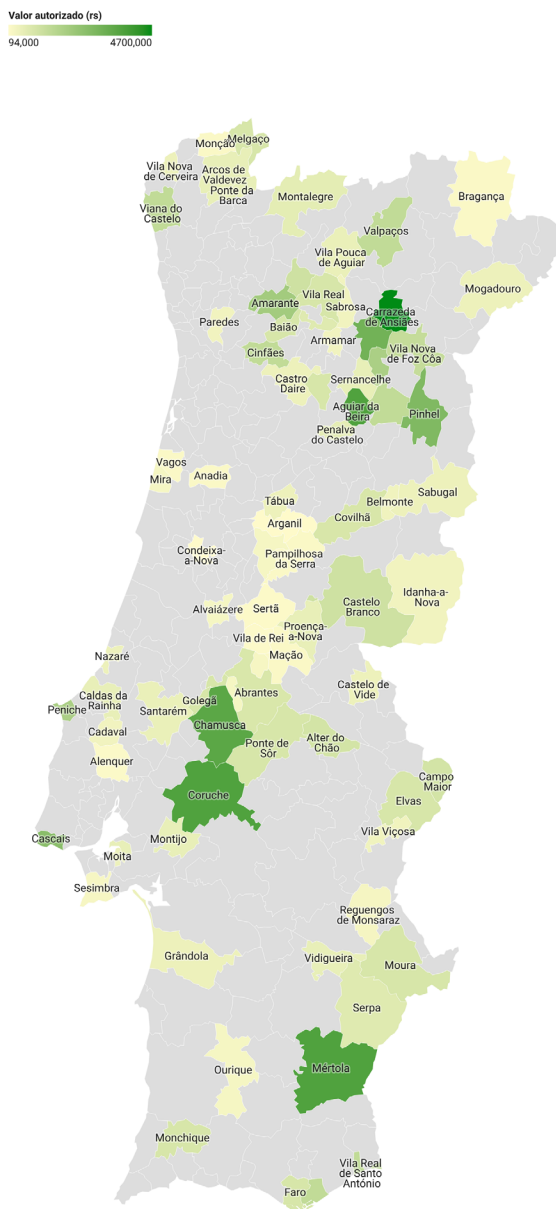 Valor autorizado (rs)
94,000 4700,000
Monção
Melgaço
Vila Nova
de Cerveira
Arcos de
Valdevez
Ponte da
Barca
Viana do
Castelo
Montalegre
Bragança
Valpaços
Vila Pouca
de Aguiar
Mogadouro
Amarante
Vila Real
Sabrosa
Carrazeda
de Ansiães
Paredes
Baião
Armamar
Vila Nova
de Foz Côa
Cinfães
Castro
Daire
Sernancelhe
Aguiar da
Beira
Pinhel
Penalva
do Castelo
Vagos
Mira
Anadia
Tábua
Arganil
Covilhã
Belmonte
Sabugal
Condeixa-
a-Nova
Pampilhosa
da Serra
Castelo
Branco
Idanha-a-
Nova
Alvaiázere
Sertã
Proença-
a-Nova
Vila de Rei
Mação
Nazaré
Castelo de
Vide
Caldas da
Rainha
Peniche
Golegã
Abrantes
Santarém
Chamusca
Cadaval
Ponte de
Sôr
Alter do
Chão
Alenquer
Coruche
Campo
Maior
Elvas
Cascais
Montijo
Vila Viçosa
Moita
Sesimbra
Reguengos
de Monsaraz
Grândola
Vidigueira
Moura
Serpa
Ourique
Mértola
Monchique
Vila Real
de Santo
António
Faro